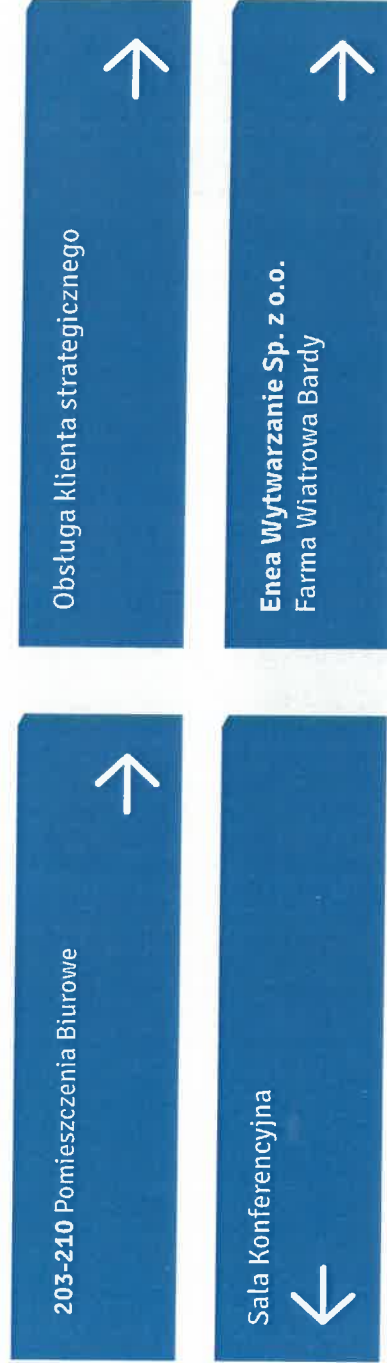 203-210 Pomieszczenia Biurowe
Obsługa klienta strategicznego
Sala Konferencyjna
Enea Wytwarzanie Sp. z o.o.
Farma Wiatrowa Bardy